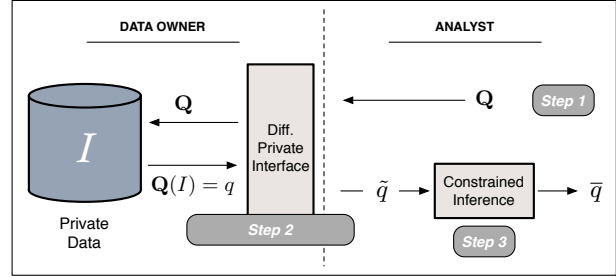 DATA OWNER
ANALYST
Q
Q
Step 1
I
Diff.
Private
Interface
Q(I) = q
q̃
Constrained
Inference
q̅
Private
Data
Step 2
Step 3